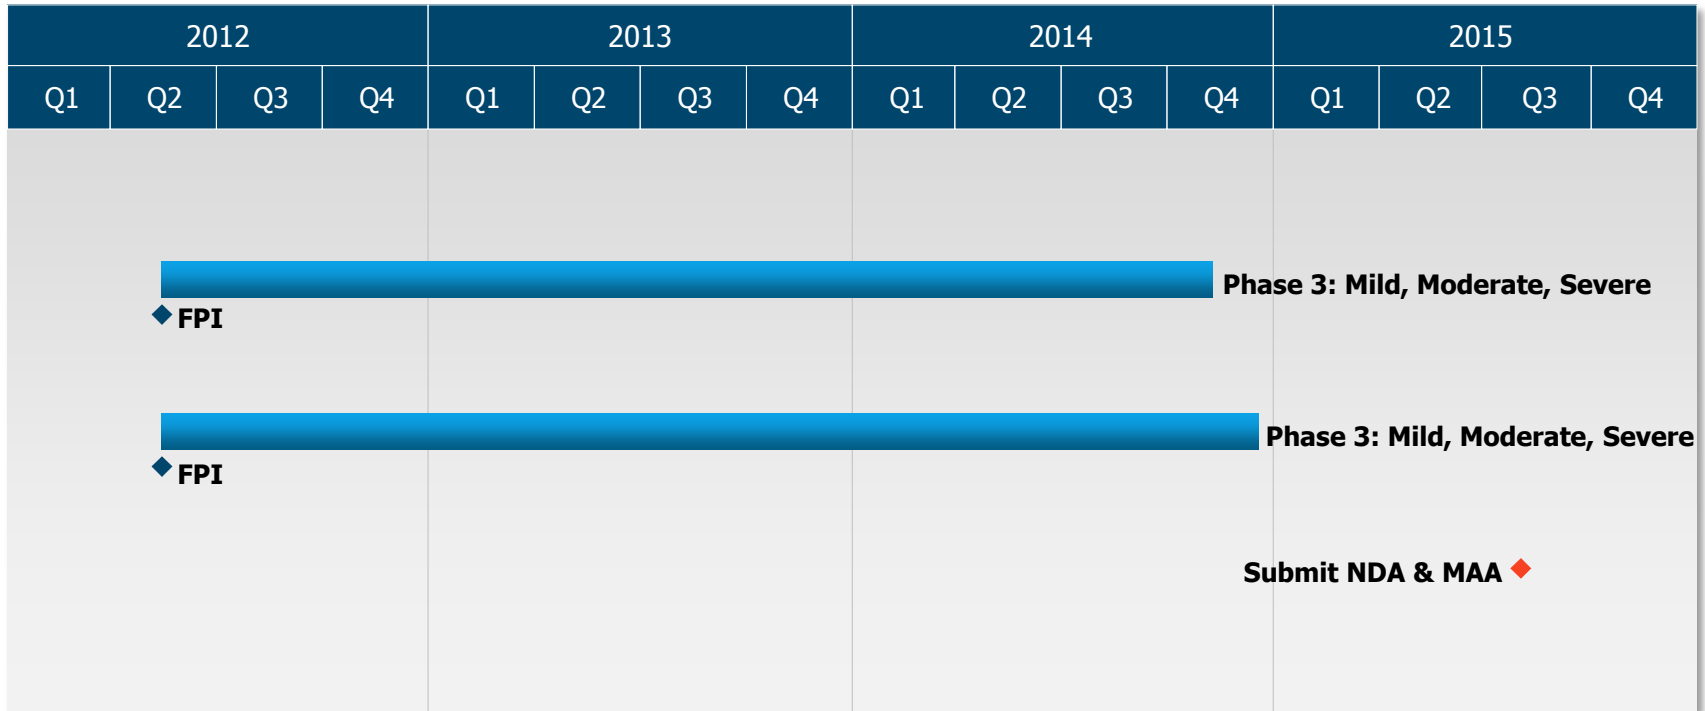 2012 2013 2014 2015
Q1 Q2 Q3 Q4 Q1 Q2 Q3 Q4 Q1 Q2 Q3 Q4 Q1 Q2 Q3 Q4
Phase 3: Mild, Moderate, Severe
FPI
Phase 3: Mild, Moderate, Severe
FPI
Submit NDA & MAA